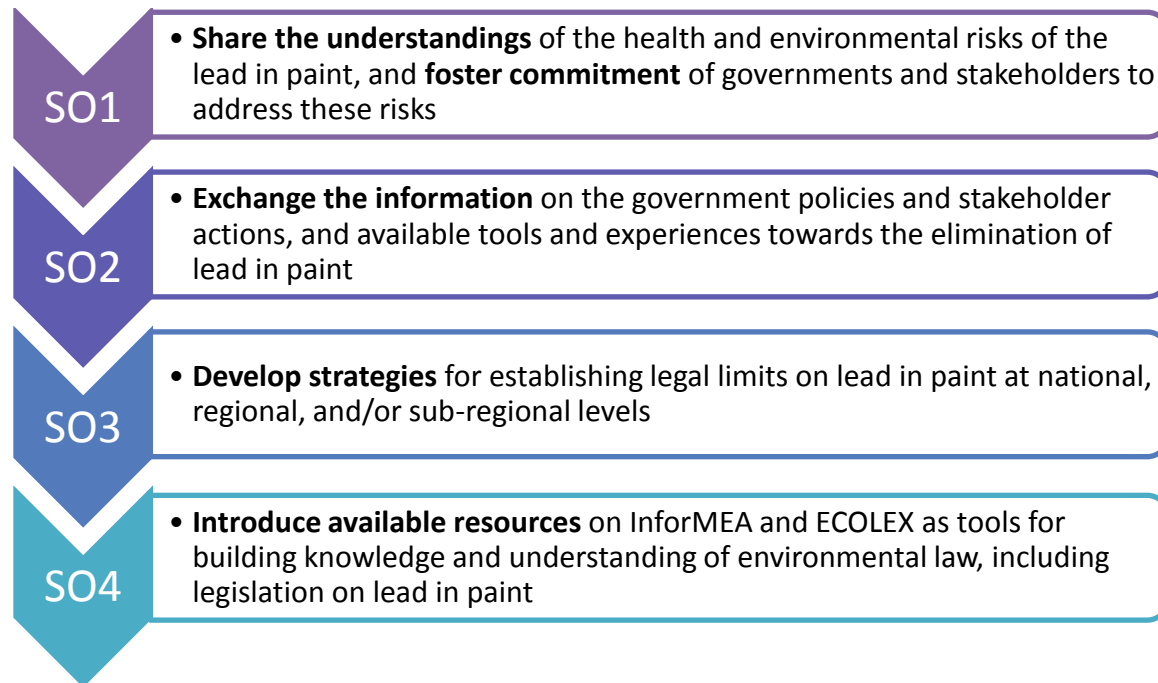 SO1
• Share the understandings of the health and environmental risks of the
lead in paint, and foster commitment of governments and stakeholders to
address these risks
SO2
• Exchange the information on the government policies and stakeholder
actions, and available tools and experiences towards the elimination of
lead in paint
SO3
• Develop strategies for establishing legal limits on lead in paint at national,
regional, and/or sub-regional levels
SO4
• Introduce available resources on InforMEA and ECOLEX as tools for
building knowledge and understanding of environmental law, including
legislation on lead in paint